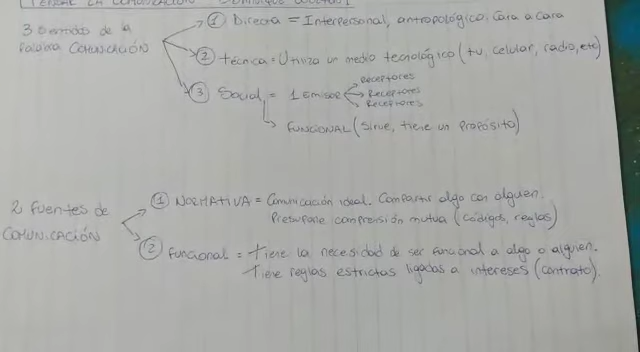 PENSAR LA COMUNICACIÓN
3 sentidos de la
Palabra COMUNICACIÓN
① Directa = Interpersonal, antropológico, cara a cara
② técnica = Utiliza un medio tecnológico (tv, celular, radio, etc)
③ Social = 1 Emisor
Receptores
Receptores
Receptores
FUNCIONAL (Sirve, tiene un propósito)
2 fuentes de
COMUNICACIÓN
① NORMATIVA = Comunicación ideal. Compartir algo con alguien.
Presupone comprensión mutua (códigos, reglas)
② Funcional = Tiene la necesidad de ser funcional a algo o alguien.
Tiene reglas estrictas ligadas a intereses (contrato).